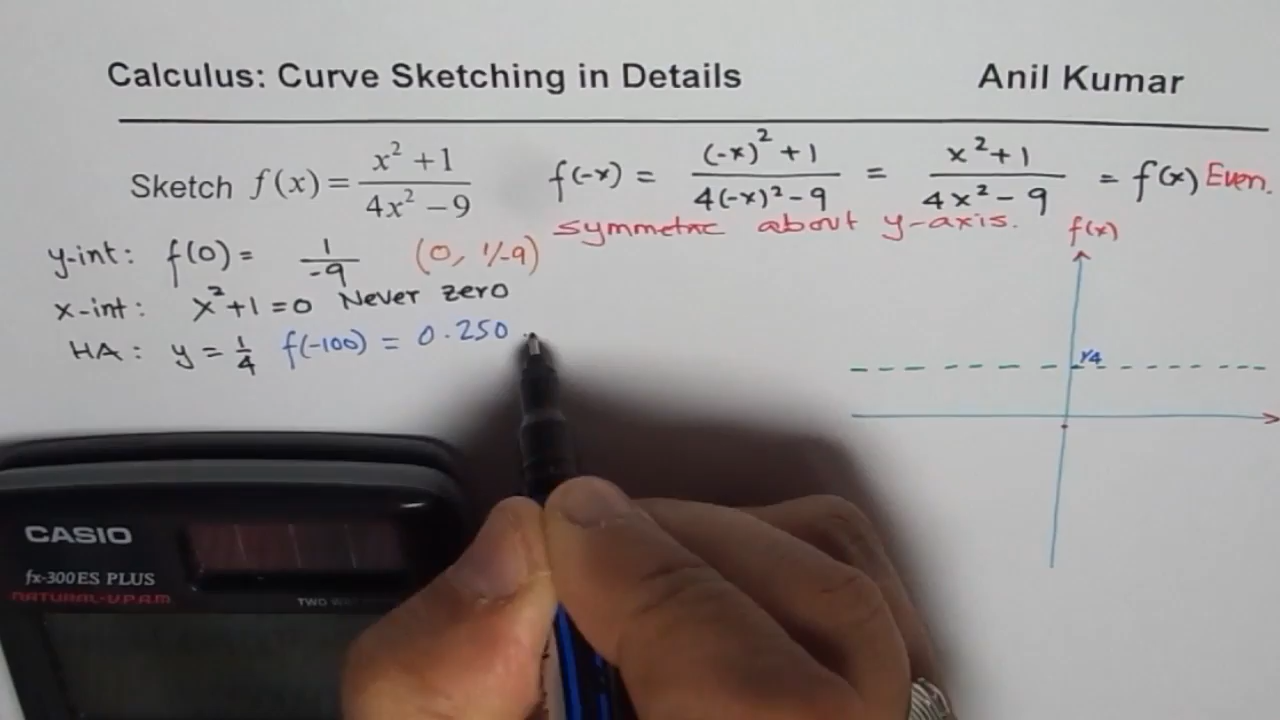 Calculus: Curve Sketching in Details Anil Kumar
Sketch f(x) = (x² + 1)/(4x² − 9) f(-x) = ((-x)² + 1)/(4(-x)² - 9) = (x² + 1)/(4x² - 9) = f(x) Even.
symmetric about y-axis.
f(x)
y-int: f(0) = 1/-9 (0, 1/-9)
x-int: x² + 1 = 0 Never zero
HA: y = 1/4 f(-100) = 0.250
1/4
CASIO
fx-300ES PLUS
NATURAL-V.P.A.M.
TWO